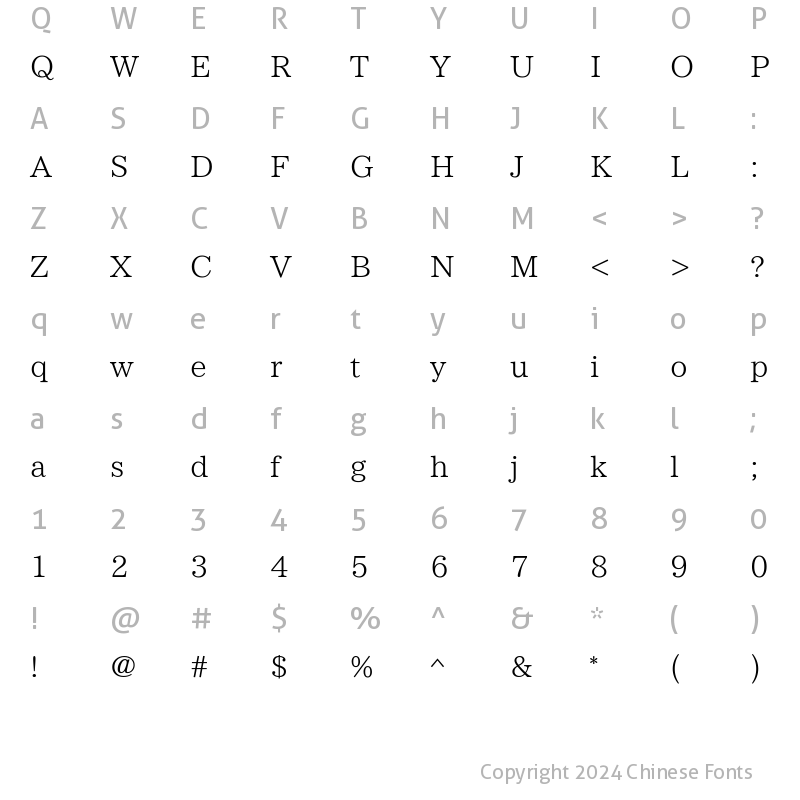 Q W E R T Y U I O P
Q W E R T Y U I O P
A S D F G H J K L :
A S D F G H J K L :
Z X C V B N M < > ?
Z X C V B N M < > ?
q w e r t y u i o p
q w e r t y u i o p
a s d f g h j k l ;
a s d f g h j k l ;
1 2 3 4 5 6 7 8 9 0
1 2 3 4 5 6 7 8 9 0
! @ # $ % ^ & * ( )
! @ # $ % ^ & * ( )
Copyright 2024 Chinese Fonts